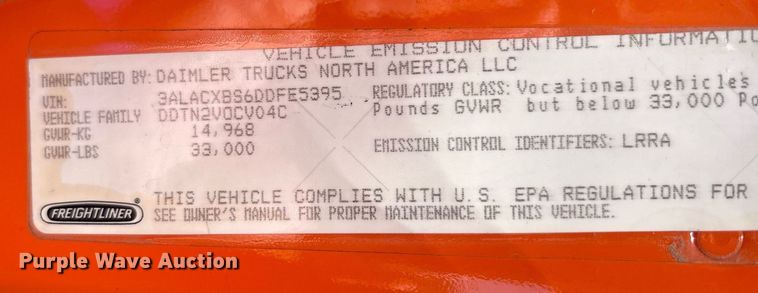 VEHICLE EMISSION CONTROL INFORMATIO
MANUFACTURED BY: DAIMLER TRUCKS NORTH AMERICA LLC
VIN: 3ALACXBS6DDFE5395 REGULATORY CLASS: Vocational vehicles
VEHICLE FAMILY DDTN2VOCV04C Pounds GVWR but below 33,000 Po
GVWR-KG 14,968
GVWR-LBS 33,000 EMISSION CONTROL IDENTIFIERS: LRRA
THIS VEHICLE COMPLIES WITH U.S. EPA REGULATIONS FOR
FREIGHTLINER® SEE OWNER'S MANUAL FOR PROPER MAINTENANCE OF THIS VEHICLE.
Purple Wave Auction